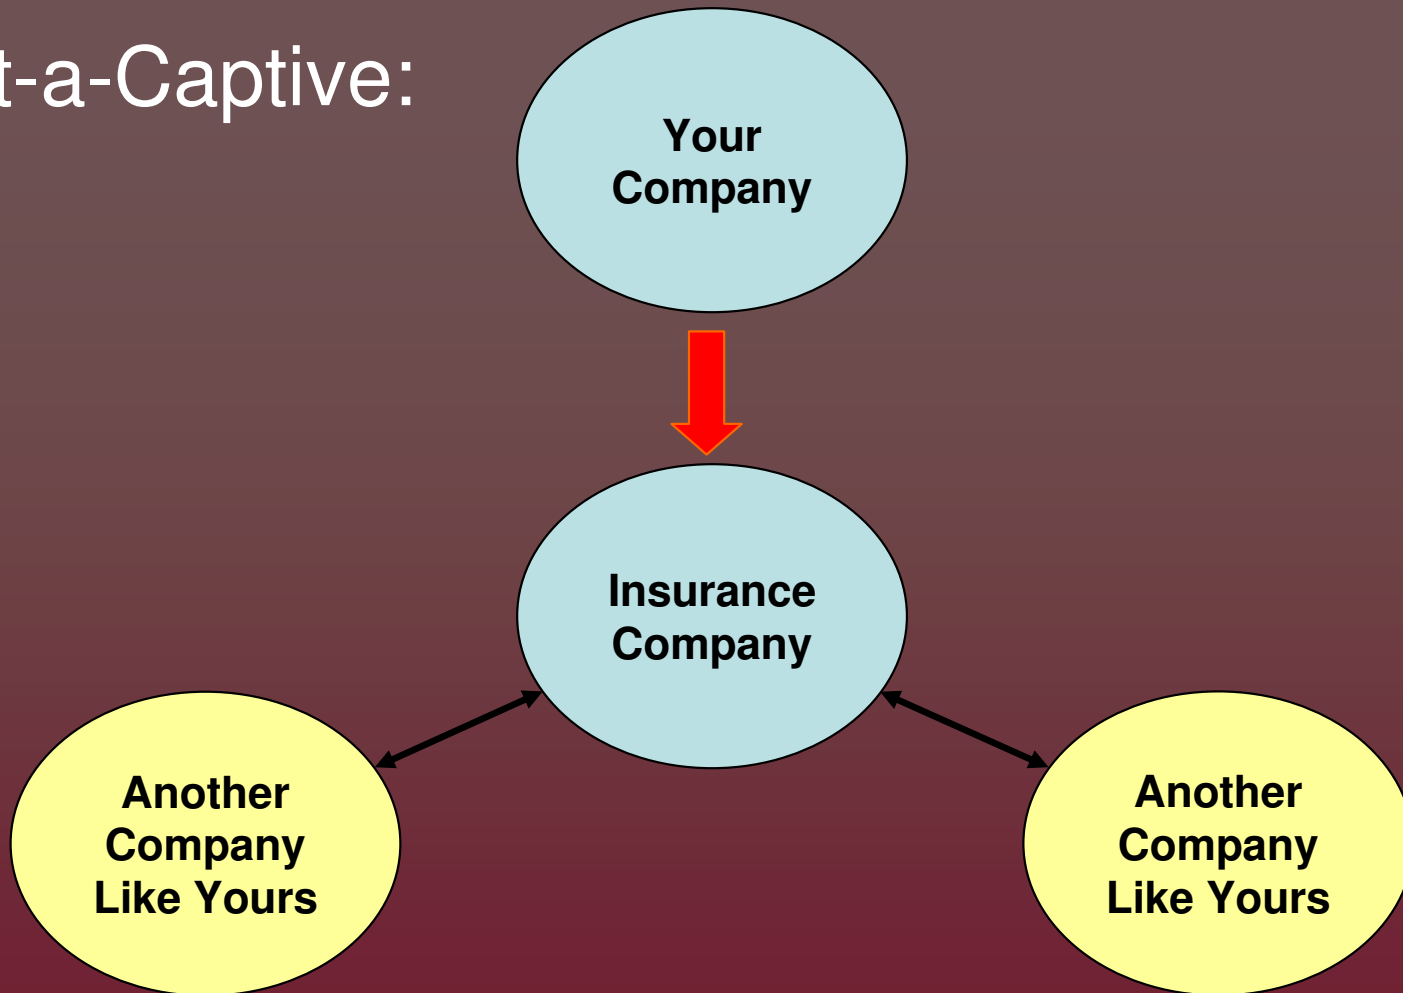 t-a-Captive:
Your
Company
Insurance
Company
Another
Company
Like Yours
Another
Company
Like Yours